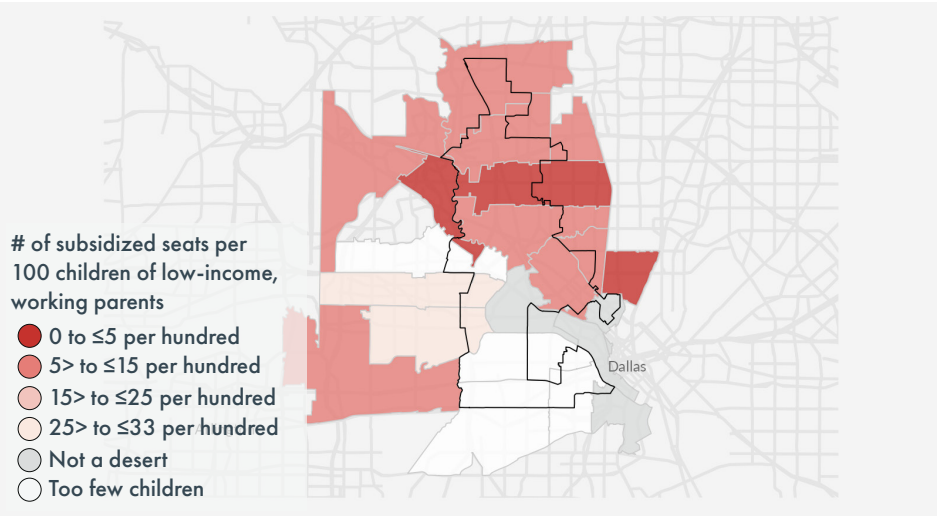 # of subsidized seats per
100 children of low-income,
working parents
0 to ≤5 per hundred
5> to ≤15 per hundred
15> to ≤25 per hundred
25> to ≤33 per hundred
Not a desert
Too few children
Dallas